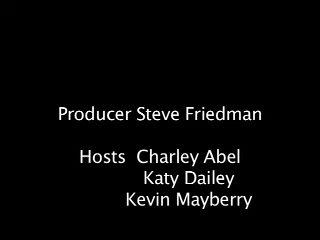 Producer Steve Friedman
Hosts Charley Abel
Katy Dailey
Kevin Mayberry